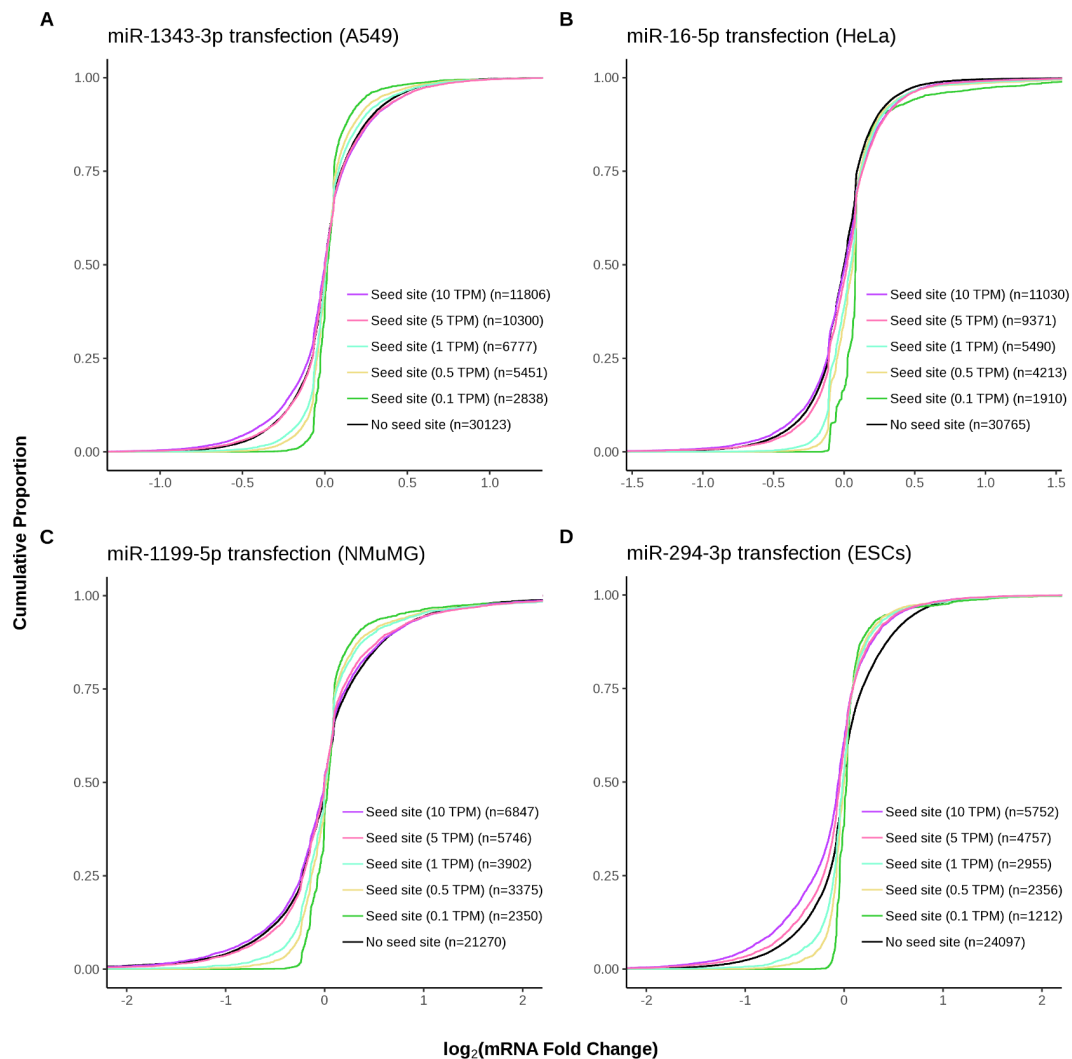 A
miR-1343-3p transfection (A549)
1.00
0.75
0.50
0.25
0.00
Seed site (10 TPM) (n=11806)
Seed site (5 TPM) (n=10300)
Seed site (1 TPM) (n=6777)
Seed site (0.5 TPM) (n=5451)
Seed site (0.1 TPM) (n=2838)
No seed site (n=30123)
-1.0 -0.5 0.0 0.5 1.0
B
miR-16-5p transfection (HeLa)
1.00
0.75
0.50
0.25
0.00
Seed site (10 TPM) (n=11030)
Seed site (5 TPM) (n=9371)
Seed site (1 TPM) (n=5490)
Seed site (0.5 TPM) (n=4213)
Seed site (0.1 TPM) (n=1910)
No seed site (n=30765)
-1.5 -1.0 -0.5 0.0 0.5 1.0 1.5
Cumulative Proportion
C
miR-1199-5p transfection (NMuMG)
1.00
0.75
0.50
0.25
0.00
Seed site (10 TPM) (n=6847)
Seed site (5 TPM) (n=5746)
Seed site (1 TPM) (n=3902)
Seed site (0.5 TPM) (n=3375)
Seed site (0.1 TPM) (n=2350)
No seed site (n=21270)
-2 -1 0 1 2
D
miR-294-3p transfection (ESCs)
1.00
0.75
0.50
0.25
0.00
Seed site (10 TPM) (n=5752)
Seed site (5 TPM) (n=4757)
Seed site (1 TPM) (n=2955)
Seed site (0.5 TPM) (n=2356)
Seed site (0.1 TPM) (n=1212)
No seed site (n=24097)
-2 -1 0 1 2
log₂(mRNA Fold Change)